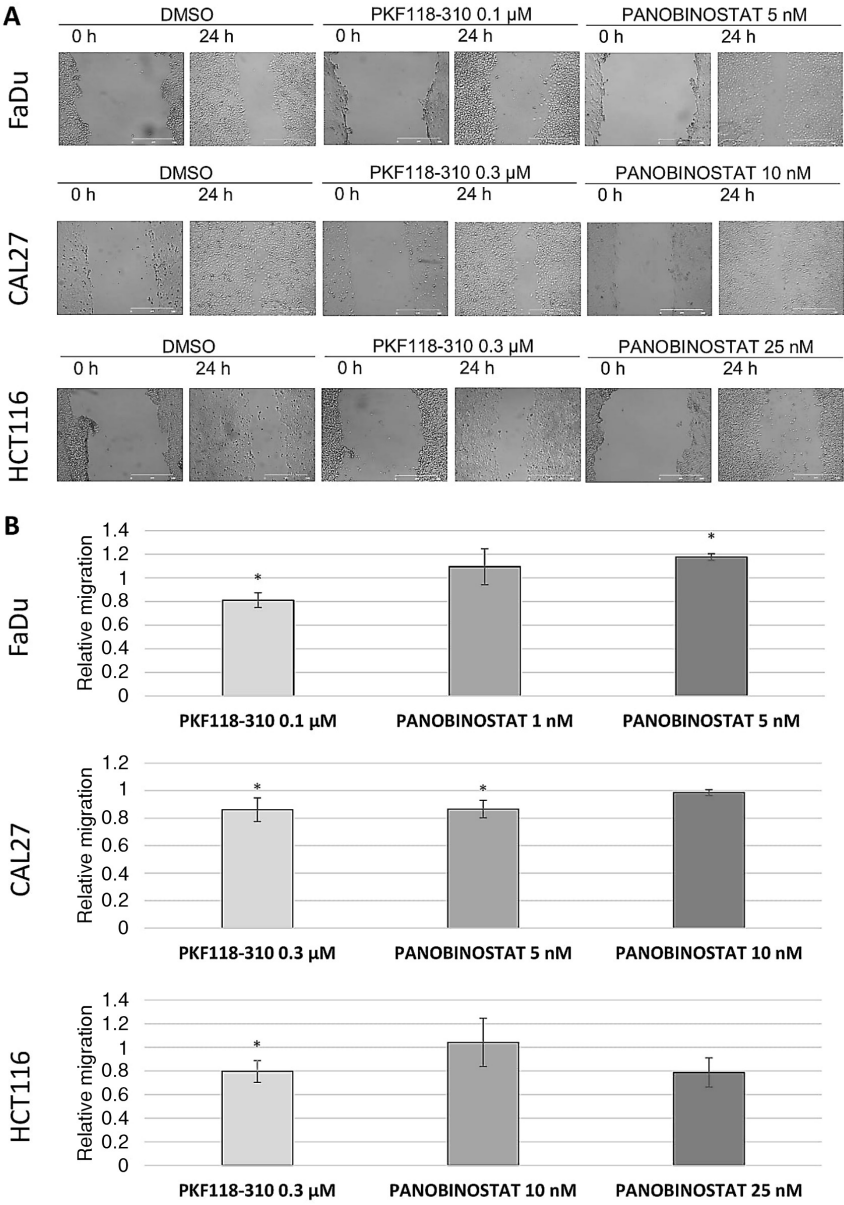 A
DMSO PKF118-310 0.1 µM PANOBINOSTAT 5 nM
0 h 24 h 0 h 24 h 0 h 24 h
FaDu
DMSO PKF118-310 0.3 µM PANOBINOSTAT 10 nM
0 h 24 h 0 h 24 h 0 h 24 h
CAL27
DMSO PKF118-310 0.3 µM PANOBINOSTAT 25 nM
0 h 24 h 0 h 24 h 0 h 24 h
HCT116
B
FaDu
Relative migration
1.4
1.2
1
0.8
0.6
0.4
0.2
0
*
*
PKF118-310 0.1 µM PANOBINOSTAT 1 nM PANOBINOSTAT 5 nM
CAL27
Relative migration
1.2
1
0.8
0.6
0.4
0.2
0
* *
PKF118-310 0.3 µM PANOBINOSTAT 5 nM PANOBINOSTAT 10 nM
HCT116
Relative migration
1.4
1.2
1
0.8
0.6
0.4
0.2
0
*
PKF118-310 0.3 µM PANOBINOSTAT 10 nM PANOBINOSTAT 25 nM